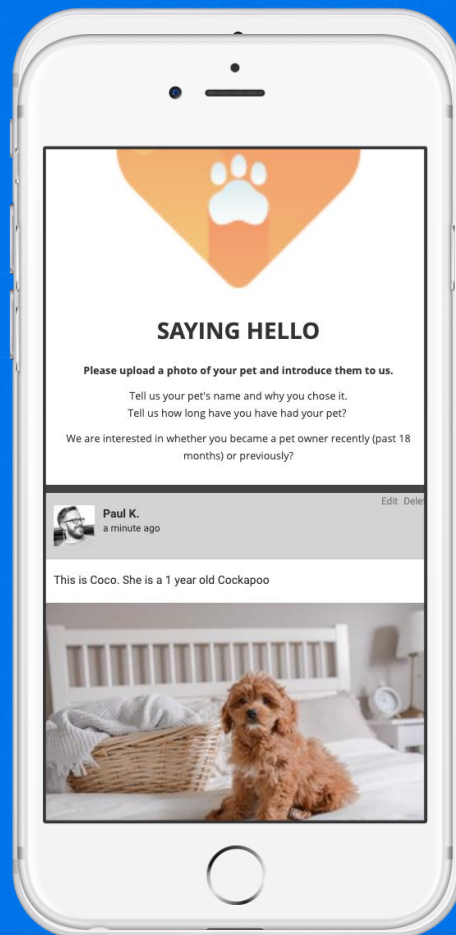 SAYING HELLO
Please upload a photo of your pet and introduce them to us.
Tell us your pet's name and why you chose it.
Tell us how long have you have had your pet?
We are interested in whether you became a pet owner recently (past 18
months) or previously?
Edit Delet
Paul K.
a minute ago
This is Coco. She is a 1 year old Cockapoo